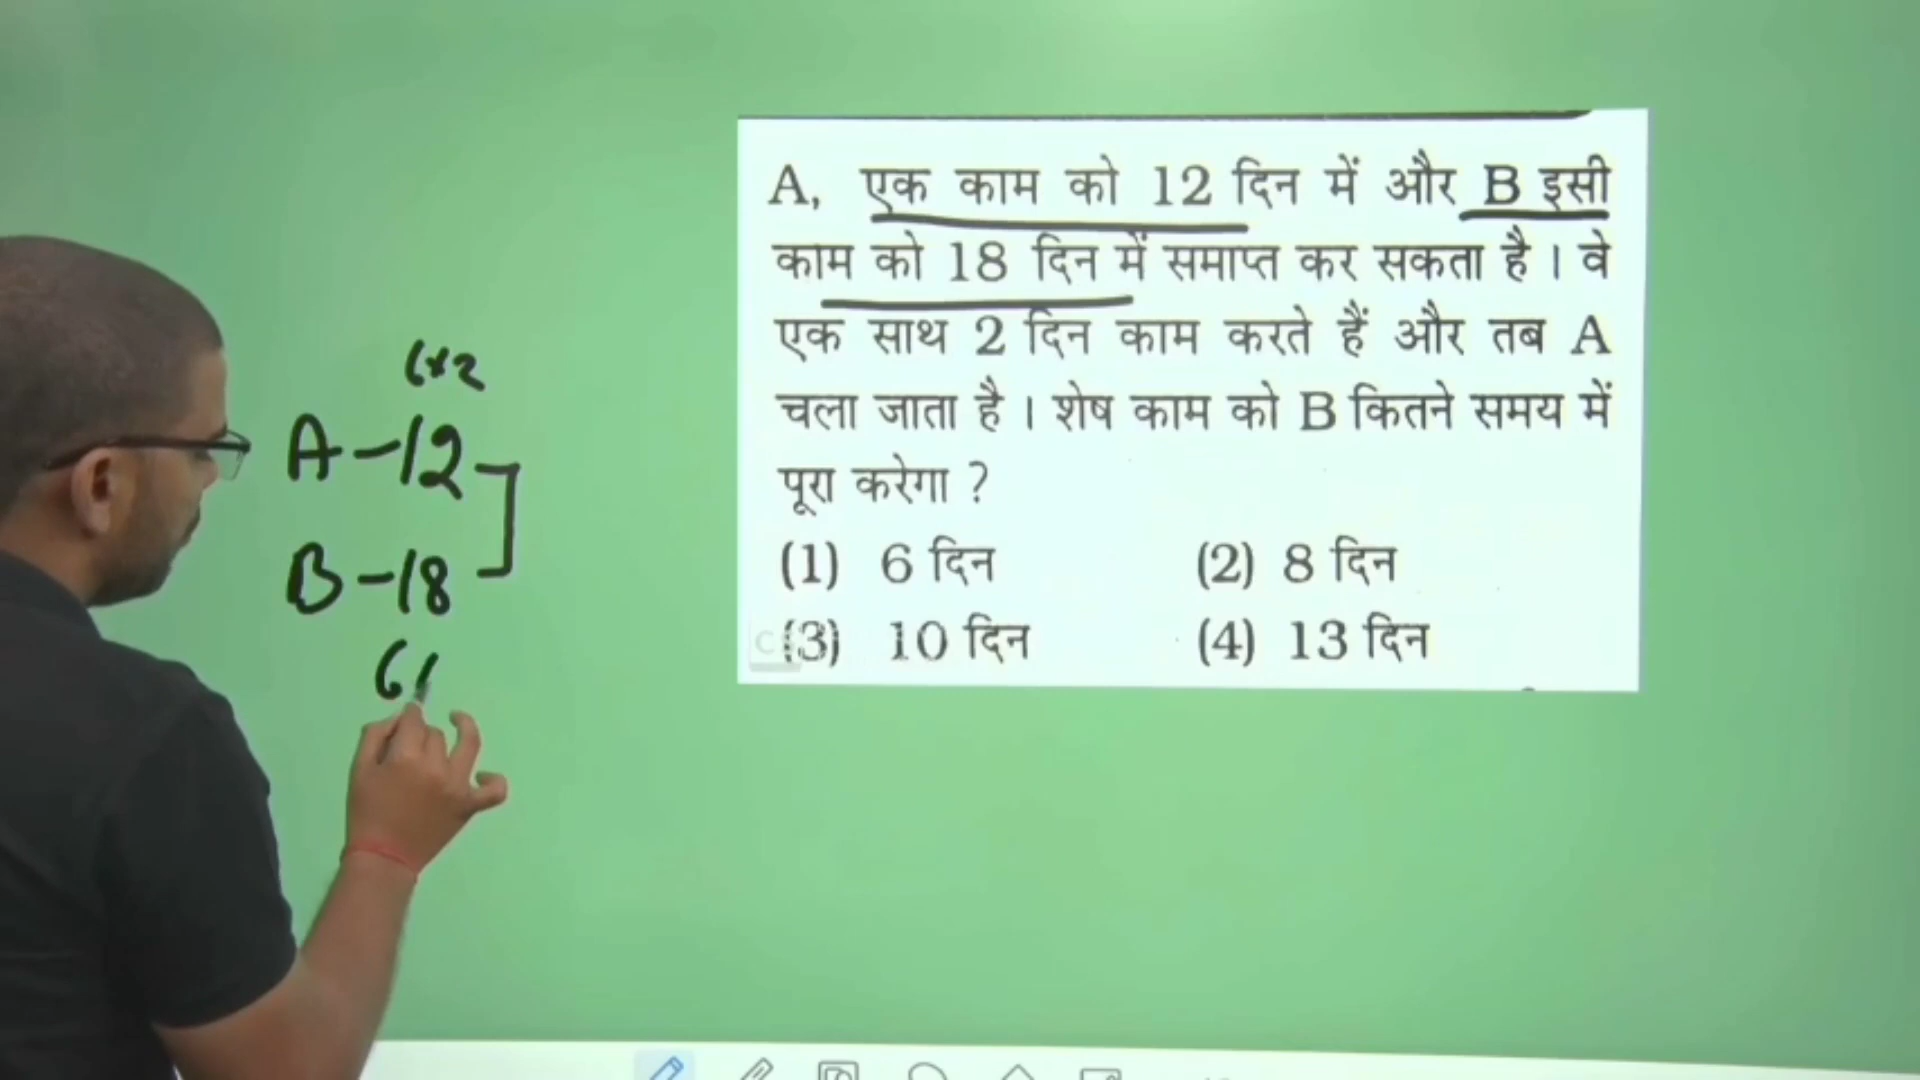 A, एक काम को 12 दिन में और B इसी
काम को 18 दिन में समाप्त कर सकता है । वे
एक साथ 2 दिन काम करते हैं और तब A
चला जाता है । शेष काम को B कितने समय में
पूरा करेगा ?
(1) 6 दिन (2) 8 दिन
(3) 10 दिन (4) 13 दिन
6×2
A-12
B-18
6